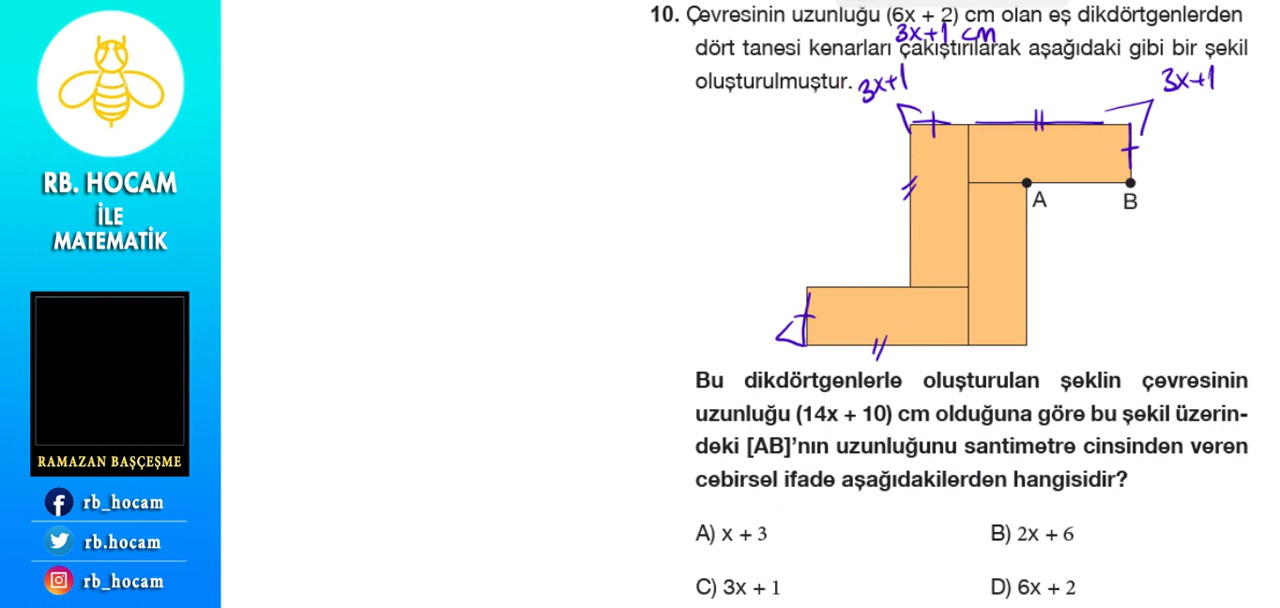 RB. HOCAM
İLE
MATEMATİK
RAMAZAN BAŞÇEŞME
rb_hocam
rb.hocam
rb_hocam
10. Çevresinin uzunluğu (6x + 2) cm olan eş dikdörtgenlerden
3x+1 cm
dört tanesi kenarları çakıştırılarak aşağıdaki gibi bir şekil
oluşturulmuştur.
3x+1
3x+1
A
B
Bu dikdörtgenlerle oluşturulan şeklin çevresinin
uzunluğu (14x + 10) cm olduğuna göre bu şekil üzerin-
deki [AB]'nın uzunluğunu santimetre cinsinden veren
cebirsel ifade aşağıdakilerden hangisidir?
A) x + 3
B) 2x + 6
C) 3x + 1
D) 6x + 2